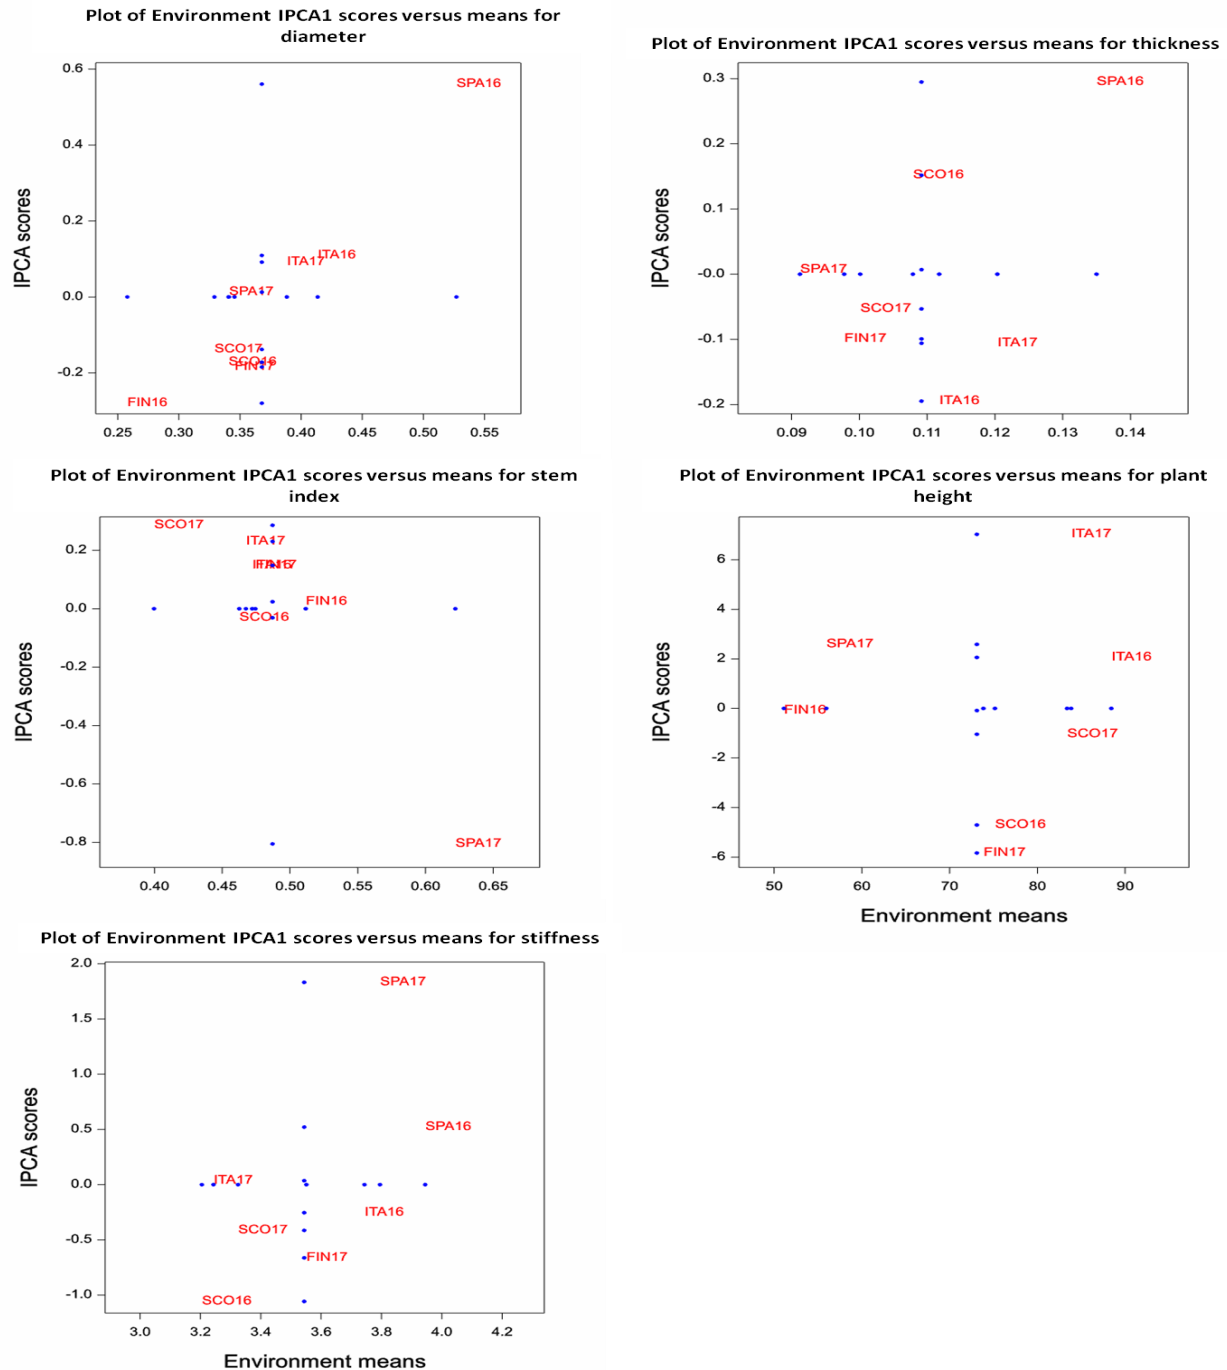 Plot of Environment IPCA1 scores versus means for
diameter
0.6
0.4
0.2
0.0
-0.2
IPCA scores
SPA16
ITA16
ITA17
SPA17
SCO17
SCO16
FIN17
FIN16
0.25 0.30 0.35 0.40 0.45 0.50 0.55
Plot of Environment IPCA1 scores versus means for thickness
0.3
0.2
0.1
-0.0
-0.1
-0.2
IPCA scores
SPA16
SCO16
SPA17
SCO17
FIN17
ITA17
ITA16
0.09 0.10 0.11 0.12 0.13 0.14
Plot of Environment IPCA1 scores versus means for stem
index
0.2
0.0
-0.2
-0.4
-0.6
-0.8
IPCA scores
SCO17
ITA17
FIN16
SCO16
SPA17
0.40 0.45 0.50 0.55 0.60 0.65
Plot of Environment IPCA1 scores versus means for plant
height
6
4
2
0
-2
-4
-6
IPCA scores
ITA17
SPA17
ITA16
FIN16
SCO17
SCO16
FIN17
50 60 70 80 90
Environment means
Plot of Environment IPCA1 scores versus means for stiffness
2.0
1.5
1.0
0.5
0.0
-0.5
-1.0
IPCA scores
SPA17
SPA16
ITA17
ITA16
SCO17
FIN17
SCO16
3.0 3.2 3.4 3.6 3.8 4.0 4.2
Environment means